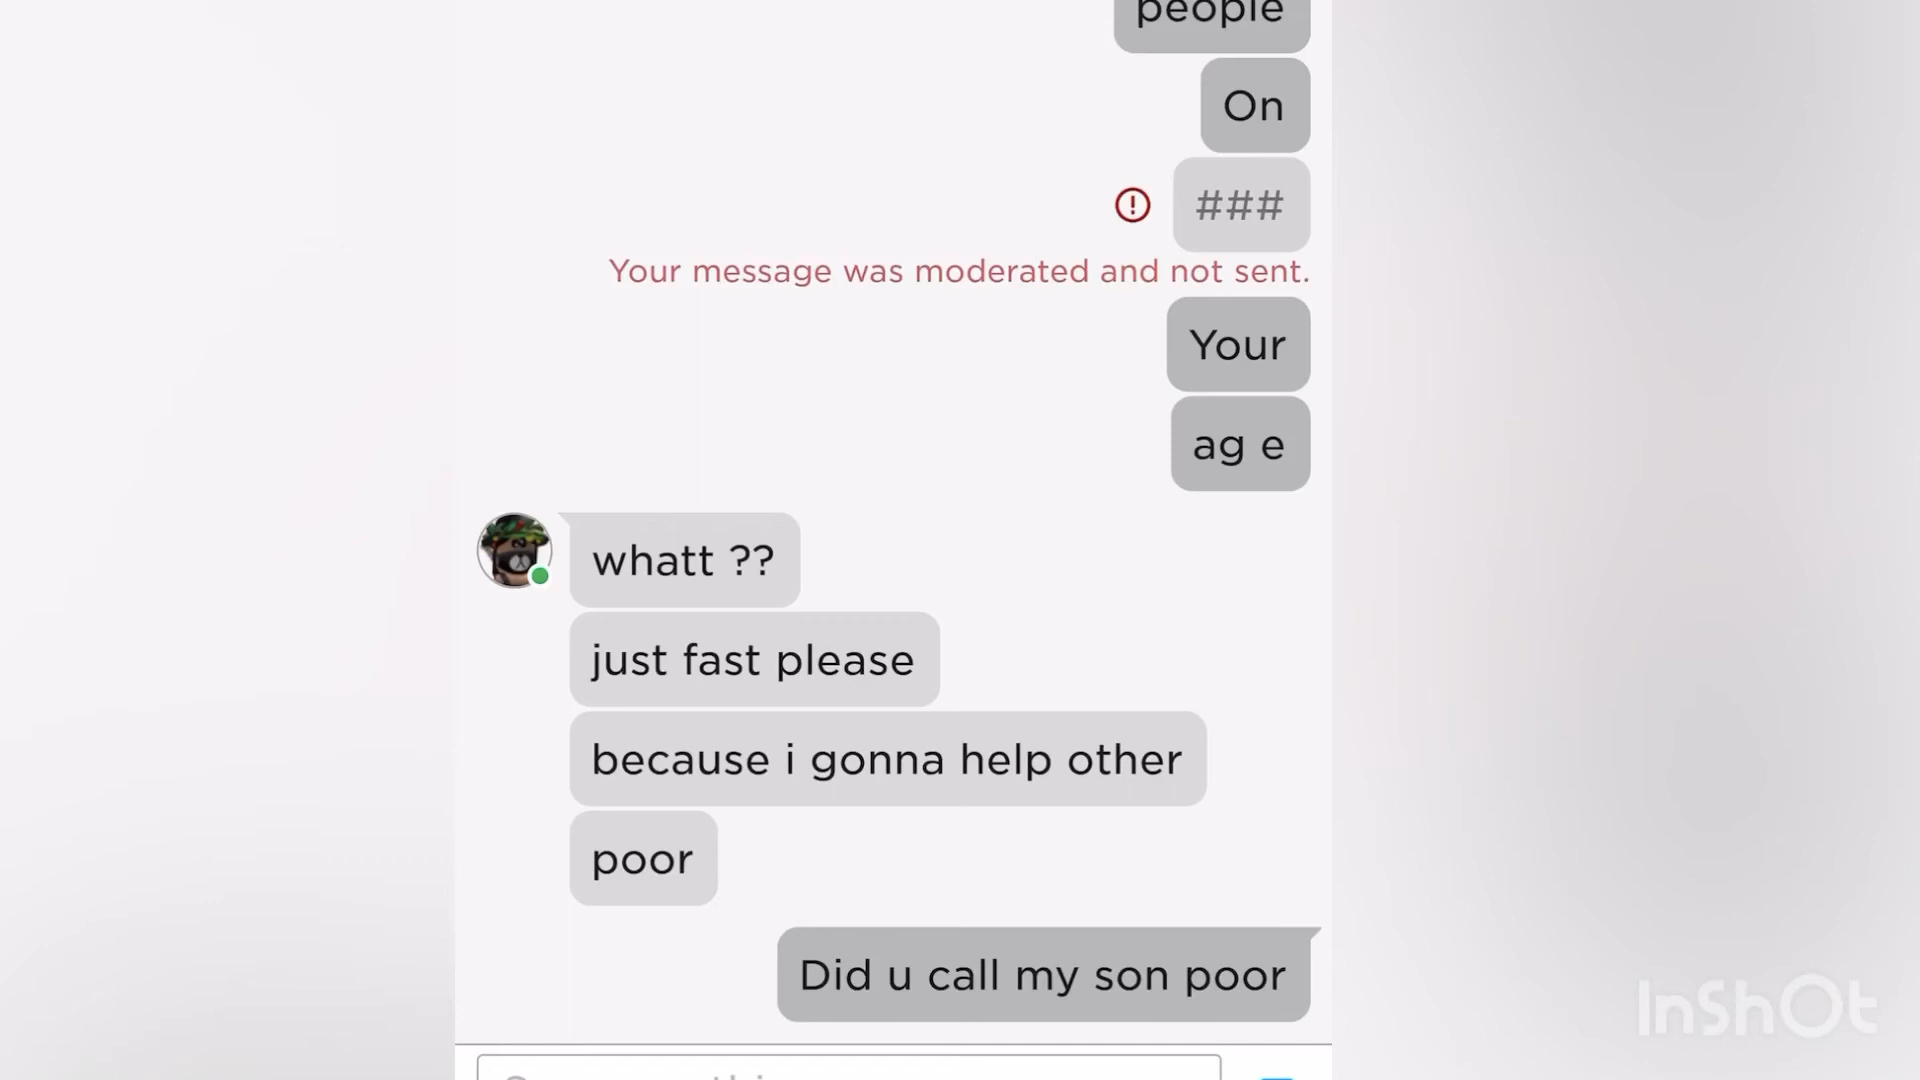 people
On
###
Your message was moderated and not sent.
Your
ag e
whatt ??
just fast please
because i gonna help other
poor
Did u call my son poor
InShOt